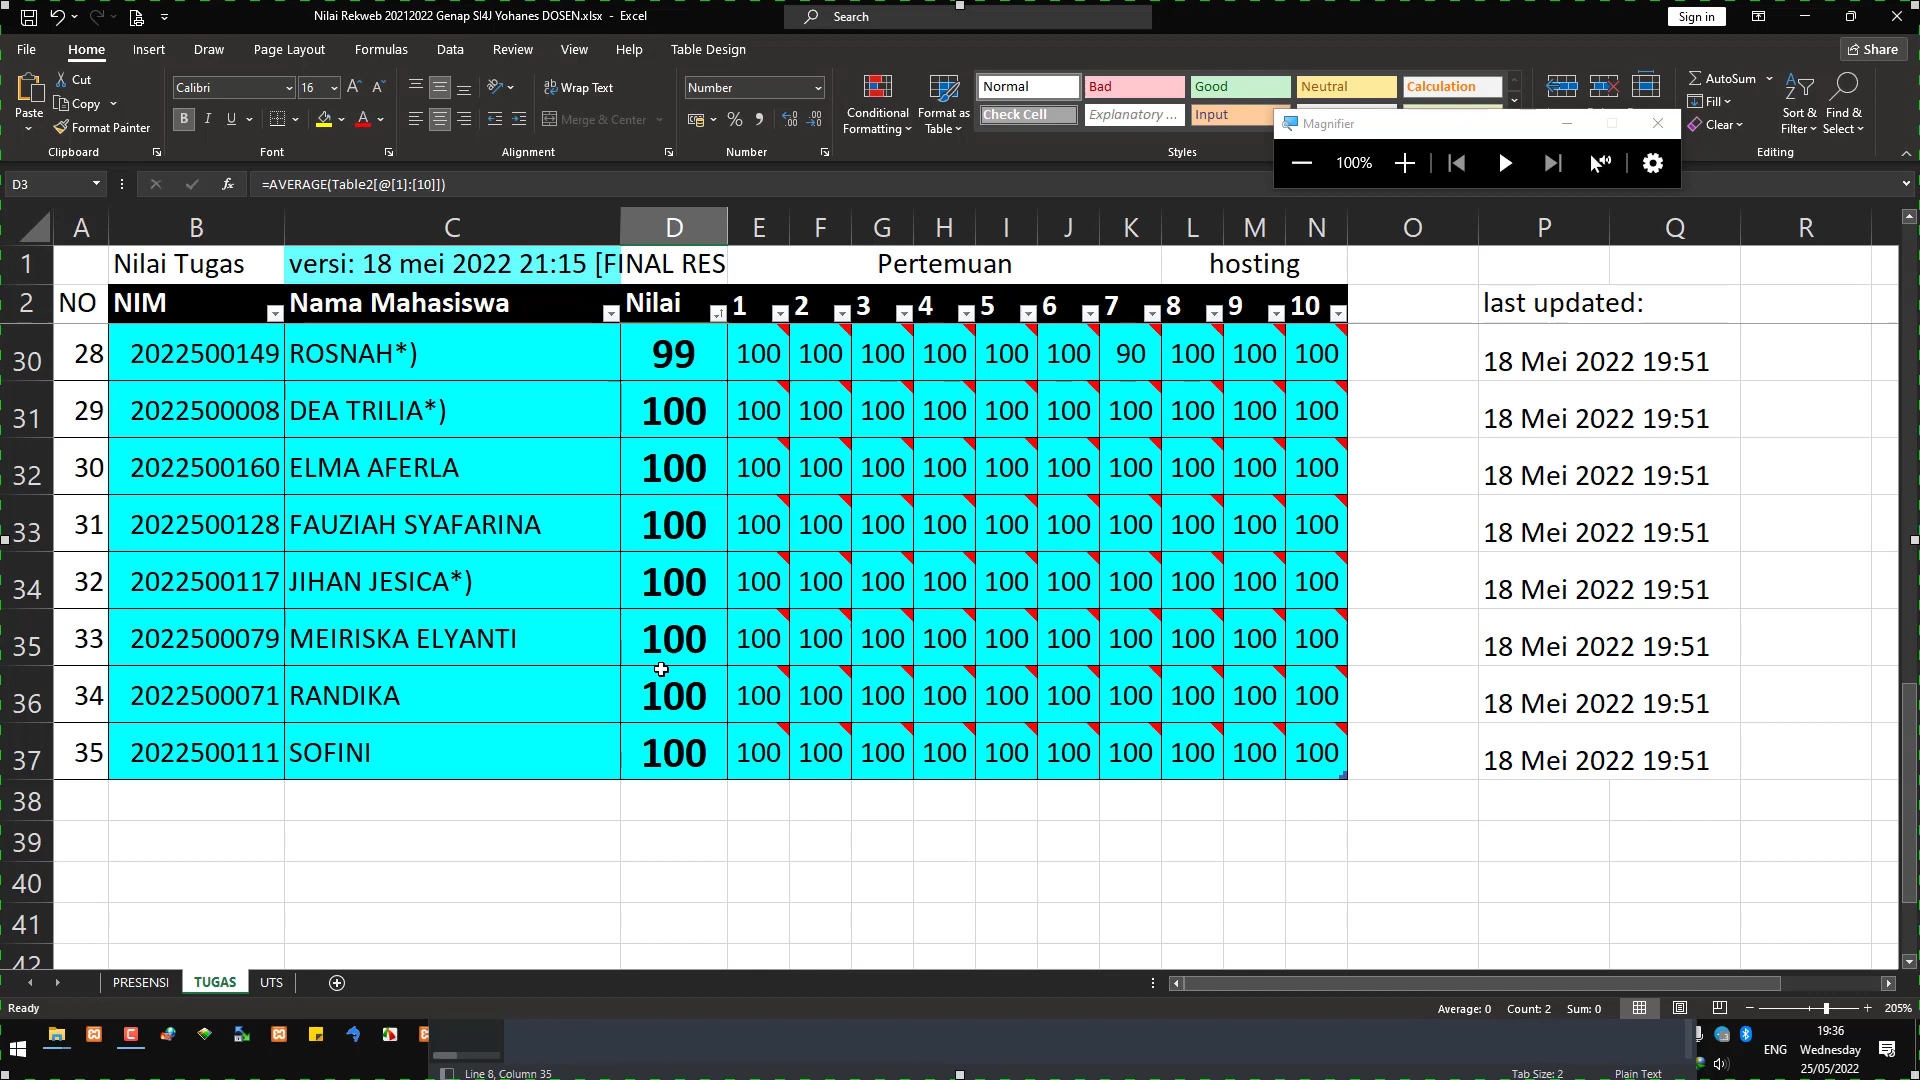 Nilai Rekweb 20212022 Genap SI4J Yohanes DOSEN.xlsx - Excel
Search
Sign in
File Home Insert Draw Page Layout Formulas Data Review View Help Table Design
Share
Paste
Cut
Copy
Format Painter
Clipboard
Calibri 16
B I U
Font
Wrap Text
Merge & Center
Alignment
Number
Number
Conditional Formatting
Format as Table
Normal Bad Good Neutral Calculation
Check Cell Explanatory ... Input
Styles
AutoSum
Fill
Clear
Sort & Filter
Find & Select
Editing
Magnifier
100%
D3
fx
=AVERAGE(Table2[@[1]:[10]])
A B C D E F G H I J K L M N O P Q R
1 Nilai Tugas versi: 18 mei 2022 21:15 [FINAL RES Pertemuan hosting
2 NO NIM Nama Mahasiswa Nilai 1 2 3 4 5 6 7 8 9 10 last updated:
30 28 2022500149 ROSNAH*) 99 100 100 100 100 100 100 90 100 100 100 18 Mei 2022 19:51
31 29 2022500008 DEA TRILIA*) 100 100 100 100 100 100 100 100 100 100 100 18 Mei 2022 19:51
32 30 2022500160 ELMA AFERLA 100 100 100 100 100 100 100 100 100 100 100 18 Mei 2022 19:51
33 31 2022500128 FAUZIAH SYAFARINA 100 100 100 100 100 100 100 100 100 100 100 18 Mei 2022 19:51
34 32 2022500117 JIHAN JESICA*) 100 100 100 100 100 100 100 100 100 100 100 18 Mei 2022 19:51
35 33 2022500079 MEIRISKA ELYANTI 100 100 100 100 100 100 100 100 100 100 100 18 Mei 2022 19:51
36 34 2022500071 RANDIKA 100 100 100 100 100 100 100 100 100 100 100 18 Mei 2022 19:51
37 35 2022500111 SOFINI 100 100 100 100 100 100 100 100 100 100 100 18 Mei 2022 19:51
38
39
40
41
42
PRESENSI TUGAS UTS
Ready
Average: 0 Count: 2 Sum: 0
205%
Line 8, Column 35
Tab Size: 2
Plain Text
ENG
19:36
Wednesday
25/05/2022